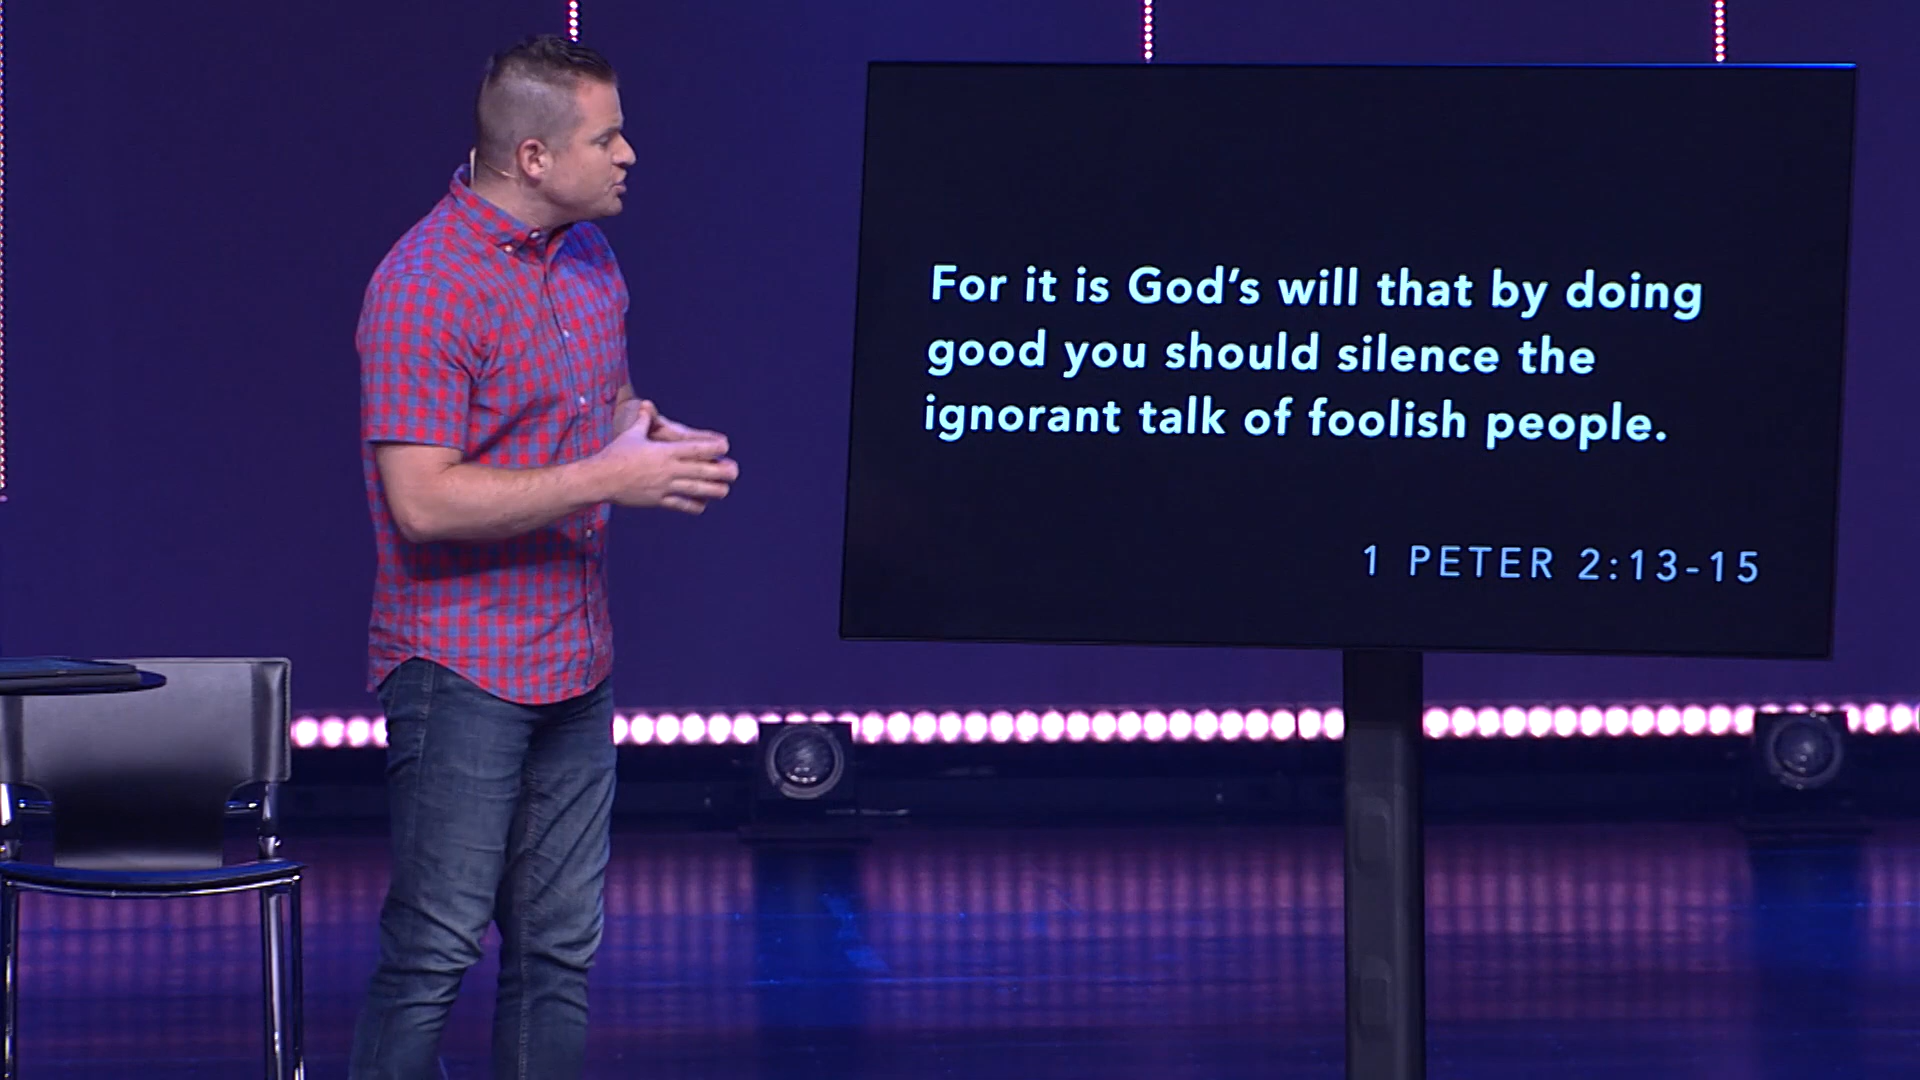 For it is God’s will that by doing
good you should silence the
ignorant talk of foolish people.
1 PETER 2:13-15